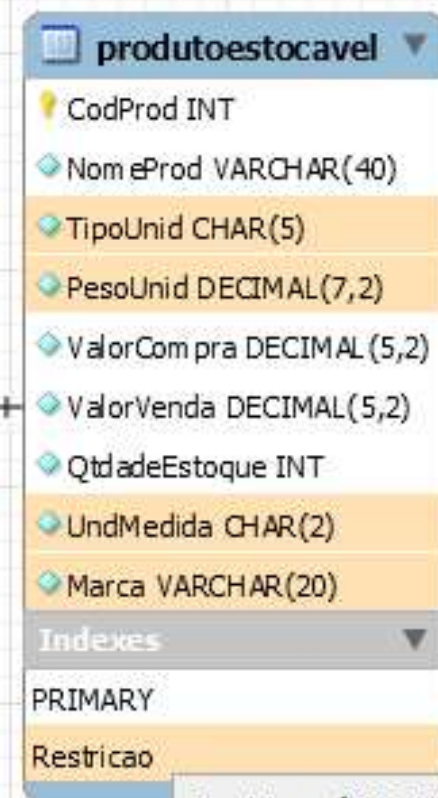 produtoestocavel
CodProd INT
NomeProd VARCHAR(40)
TipoUnid CHAR(5)
PesoUnid DECIMAL(7,2)
ValorCompra DECIMAL(5,2)
ValorVenda DECIMAL(5,2)
QtdadeEstoque INT
UndMedida CHAR(2)
Marca VARCHAR(20)
Indexes
PRIMARY
Restricao